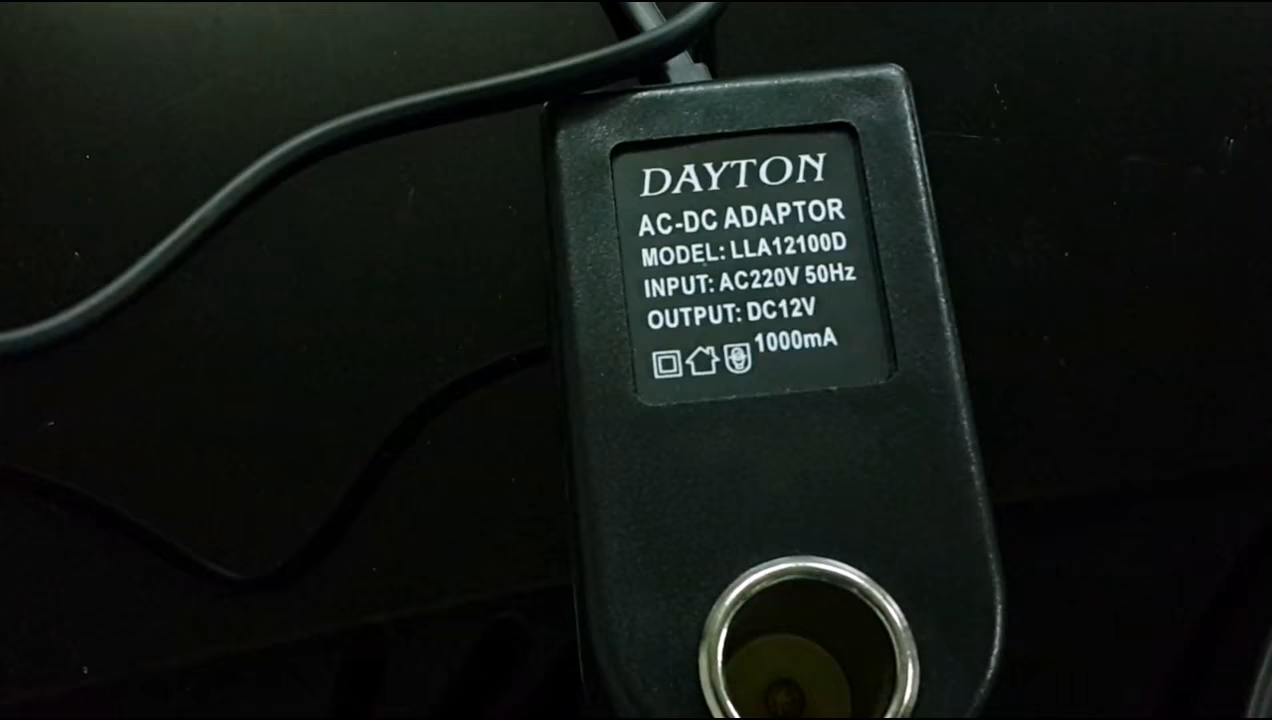 DAYTON
AC-DC ADAPTOR
MODEL: LLA12100D
INPUT: AC220V 50Hz
OUTPUT: DC12V
1000mA